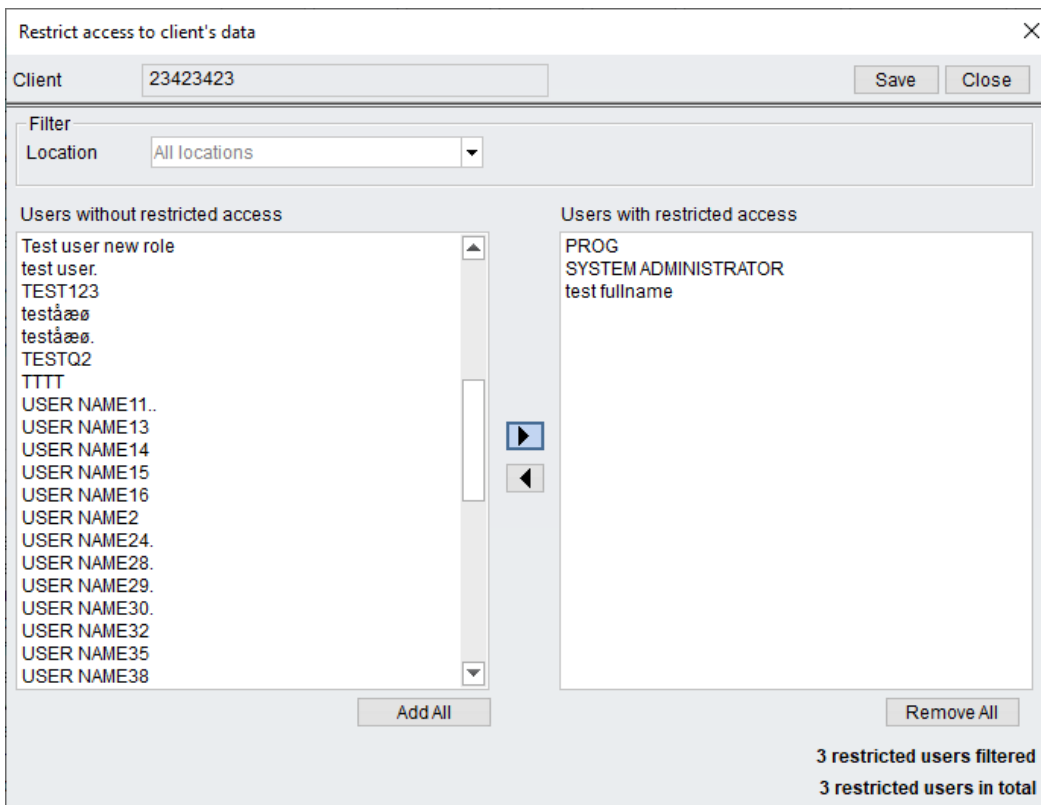 Restrict access to client's data
Client 23423423 Save Close
Filter
Location All locations
Users without restricted access
Test user new role
test user.
TEST123
teståæø
teståæø.
TESTQ2
TTTT
USER NAME11..
USER NAME13
USER NAME14
USER NAME15
USER NAME16
USER NAME2
USER NAME24.
USER NAME28.
USER NAME29.
USER NAME30.
USER NAME32
USER NAME35
USER NAME38
Add All
Users with restricted access
PROG
SYSTEM ADMINISTRATOR
test fullname
Remove All
3 restricted users filtered
3 restricted users in total